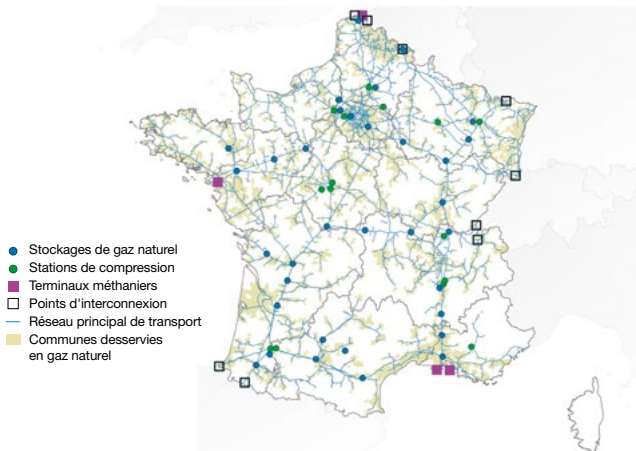 Stockages de gaz naturel
Stations de compression
Terminaux méthaniers
Points d'interconnexion
Réseau principal de transport
Communes desservies
en gaz naturel